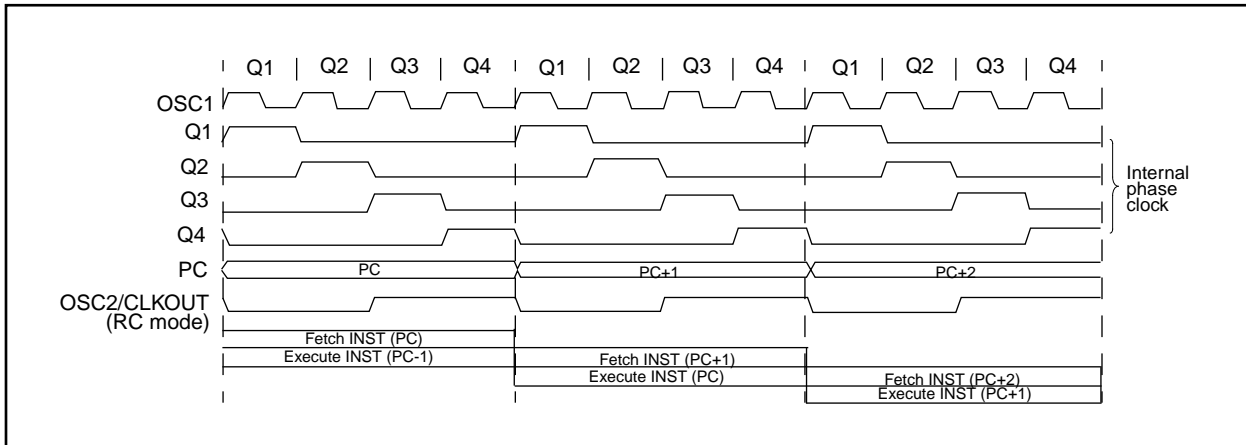 Q1 Q2 Q3 Q4 Q1 Q2 Q3 Q4 Q1 Q2 Q3 Q4
OSC1
Q1
Q2
Q3
Q4
Internal
phase
clock
PC PC PC+1 PC+2
OSC2/CLKOUT
(RC mode)
Fetch INST (PC)
Execute INST (PC-1) Fetch INST (PC+1)
Execute INST (PC) Fetch INST (PC+2)
Execute INST (PC+1)